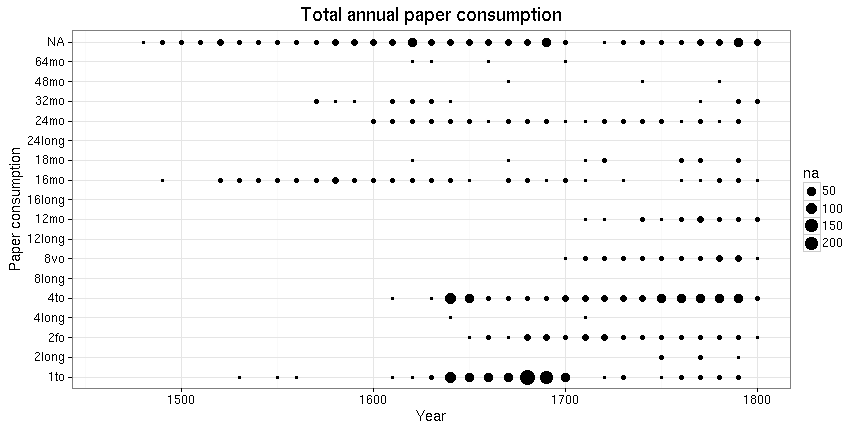 Total annual paper consumption
Paper consumption
NA
64mo
48mo
32mo
24mo
24long
18mo
16mo
16long
12mo
12long
8vo
8long
4to
4long
2fo
2long
1to
1500 1600 1700 1800
Year
na
50
100
150
200